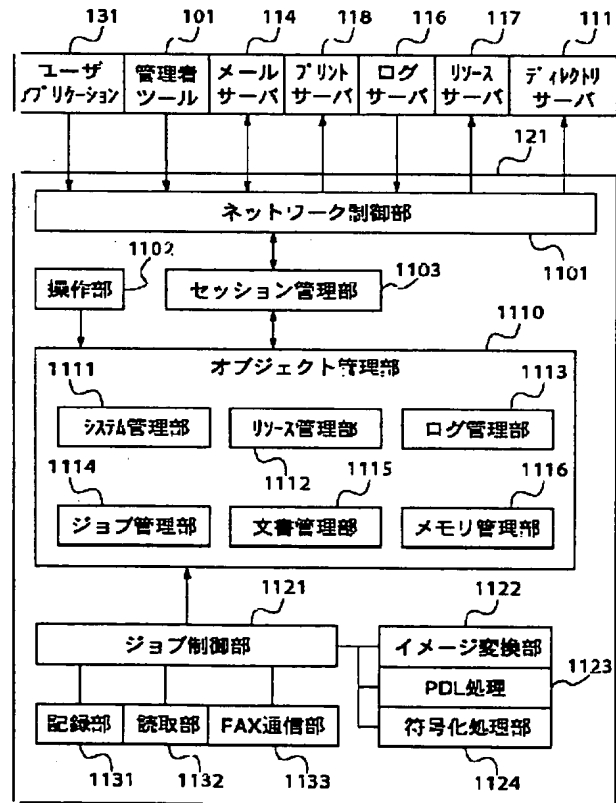 131 101 114 118 116 117 111
ユーザ 管理者 メール プリント ログ リソース ディレクトリ
アプリケーション ツール サーバ サーバ サーバ サーバ サーバ
121
ネットワーク制御部
1102 1101
操作部 セッション管理部 1103
1110
オブジェクト管理部
1111 1113
システム管理部 リソース管理部 ログ管理部
1114 1112 1115 1116
ジョブ管理部 文書管理部 メモリ管理部
1121 1122
ジョブ制御部 イメージ変換部
PDL処理 1123
記録部 読取部 FAX通信部 符号化処理部
1131 1132 1133 1124